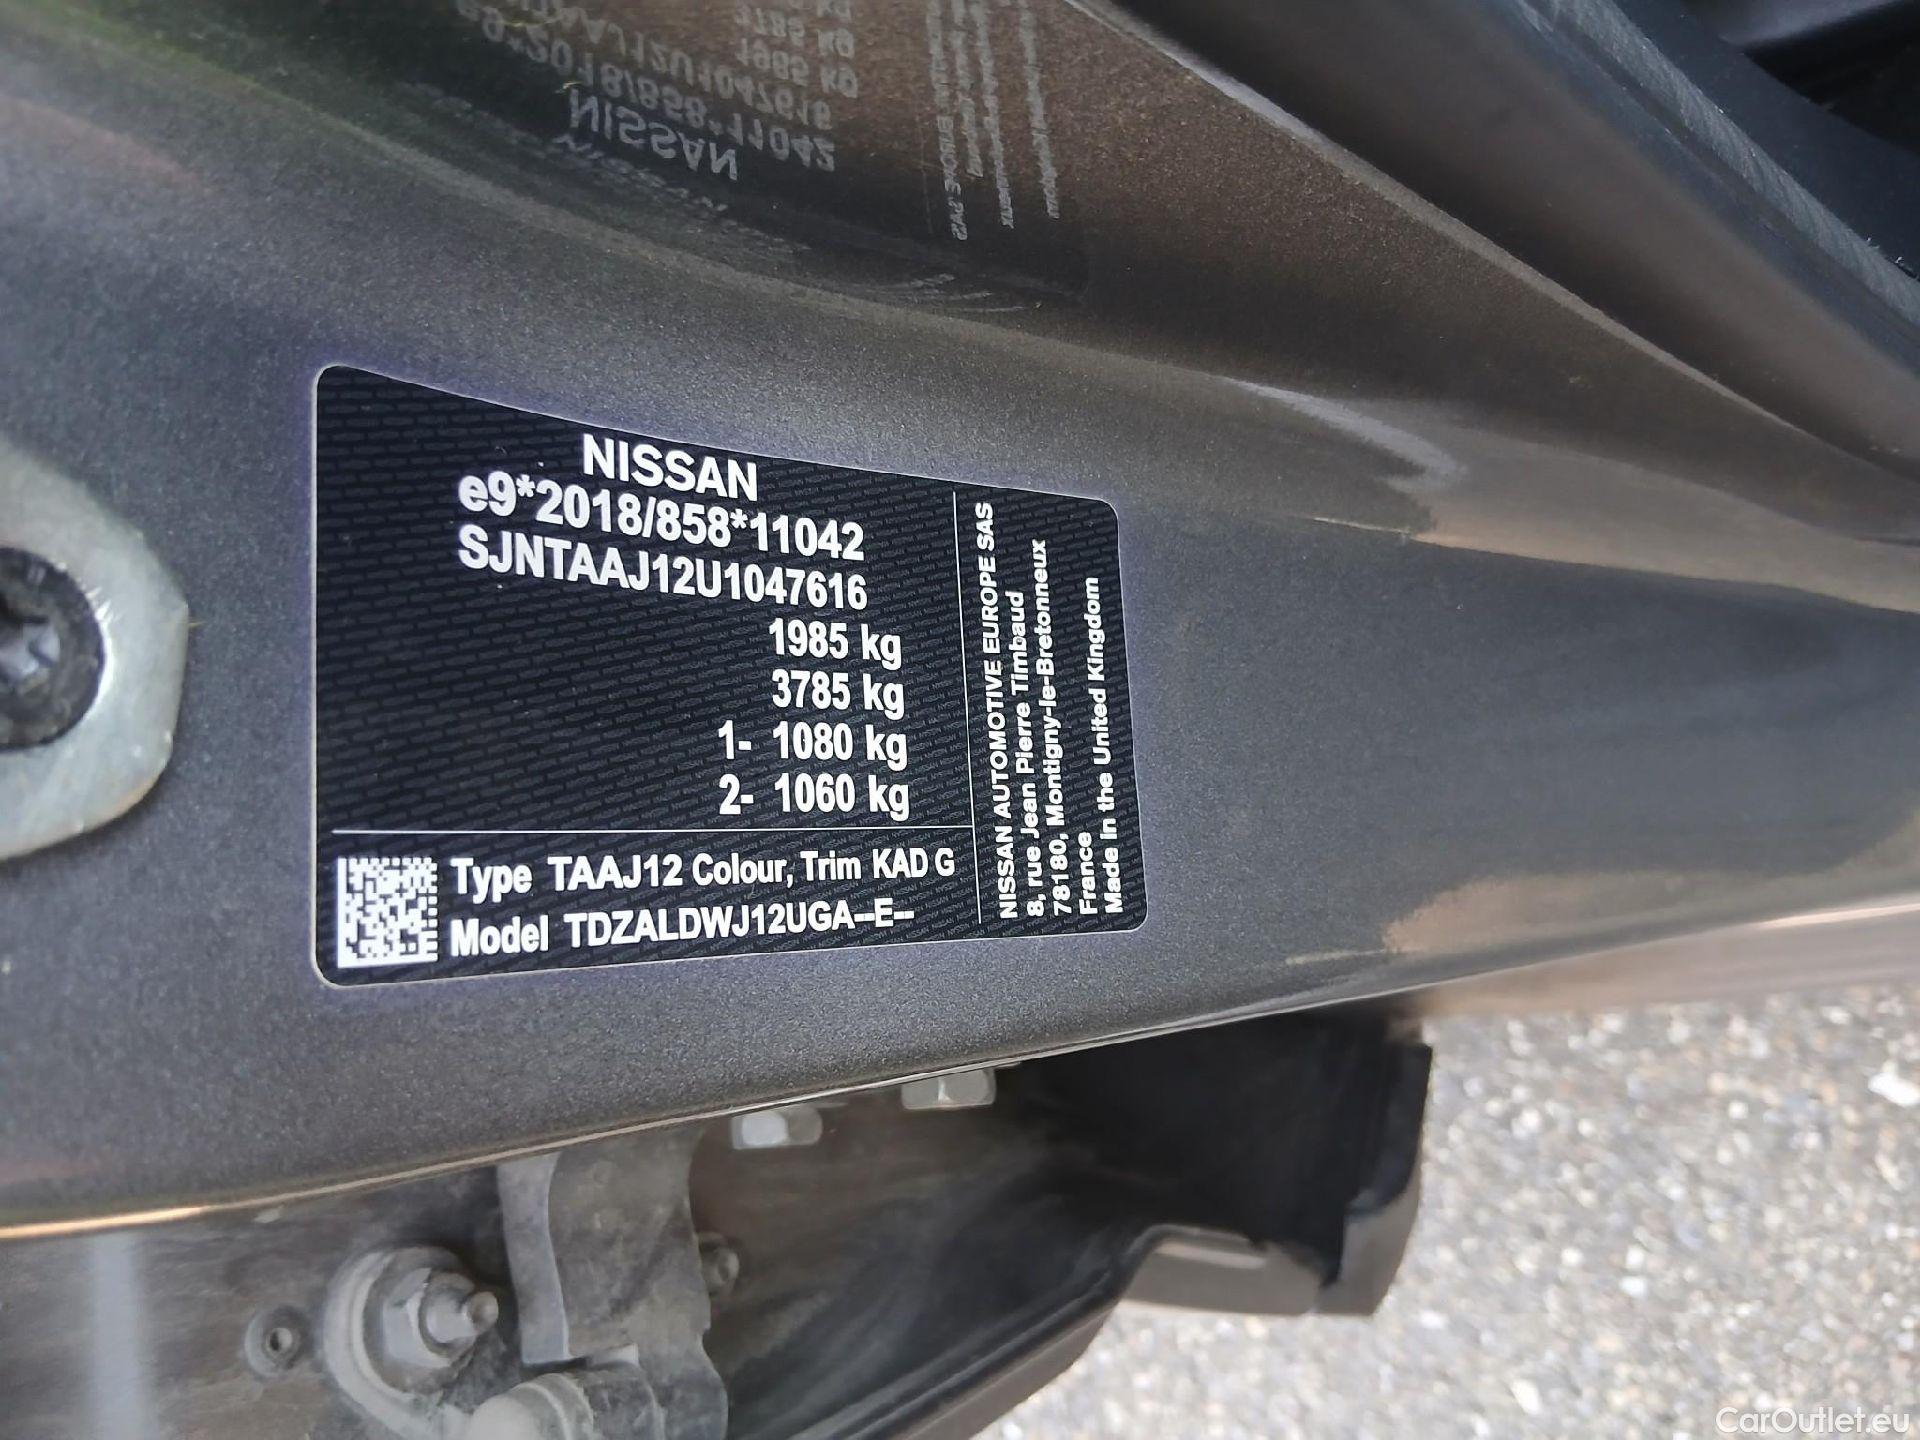 NISSAN
e9*2018/858*11042
SJNTAAJ12U1047616
1985 kg
3785 kg
1- 1080 kg
2- 1060 kg
Type TAAJ12 Colour, Trim KAD G
Model TDZALDWJ12UGA--E--
NISSAN AUTOMOTIVE EUROPE SAS
8, rue Jean Pierre Timbaud
78180, Montigny-le-Bretonneux
France
Made in the United Kingdom
CarOutlet.eu